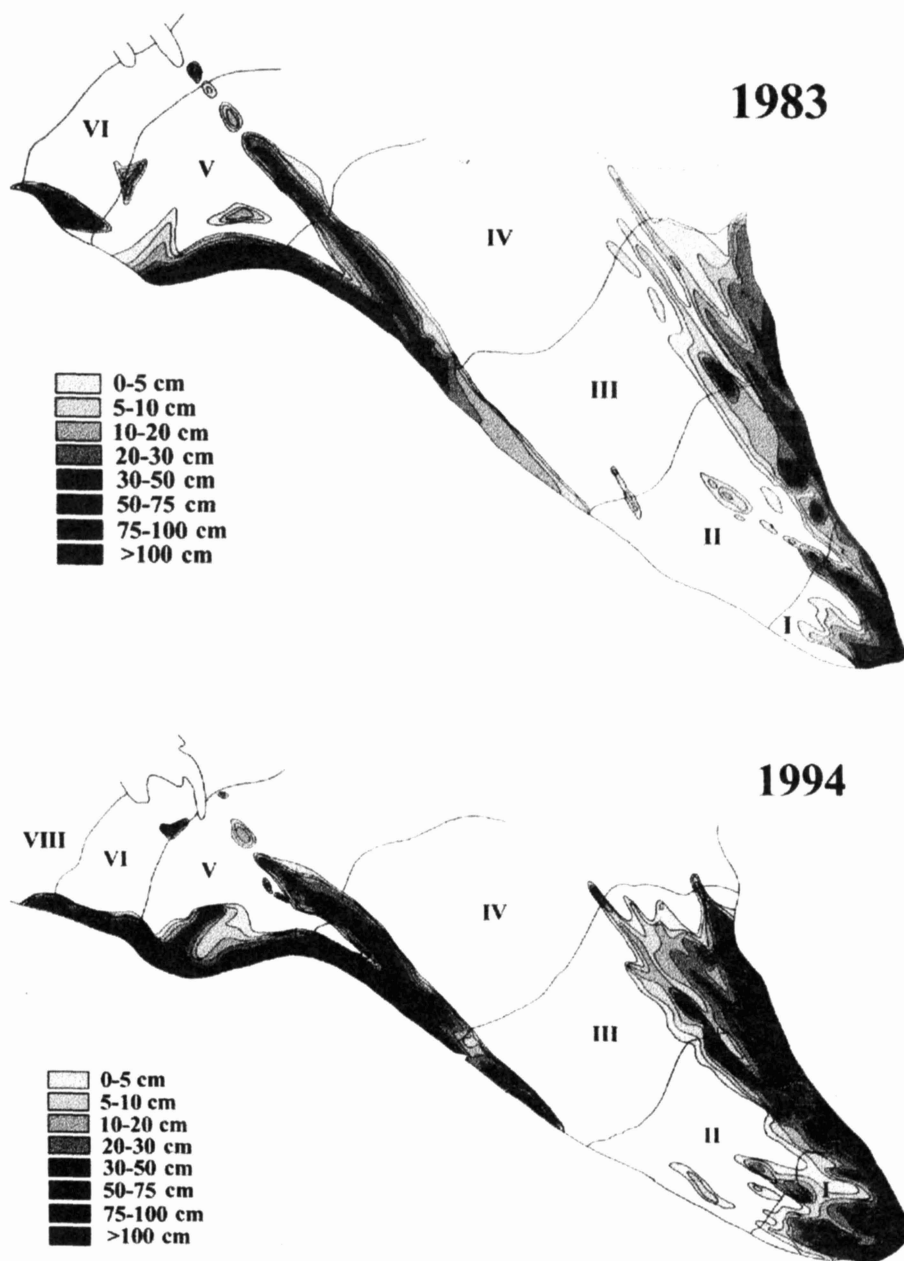 1983
VI
V
IV
III
II
I
0-5 cm
5-10 cm
10-20 cm
20-30 cm
30-50 cm
50-75 cm
75-100 cm
>100 cm
1994
VIII
VI
V
IV
III
II
I
0-5 cm
5-10 cm
10-20 cm
20-30 cm
30-50 cm
50-75 cm
75-100 cm
>100 cm